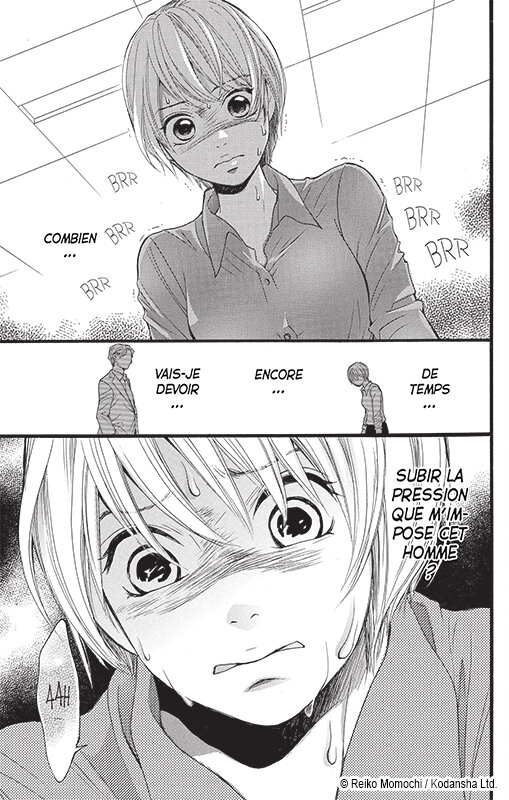 BRR
BRR
BRR
BRR
BRR
BRR
COMBIEN
...
DE
TEMPS
...
ENCORE
...
VAIS-JE
DEVOIR
...
SUBIR LA
PRESSION
QUE M'IM-
POSE CET
HOMME
?
AAH
© Reiko Momochi / Kodansha Ltd.